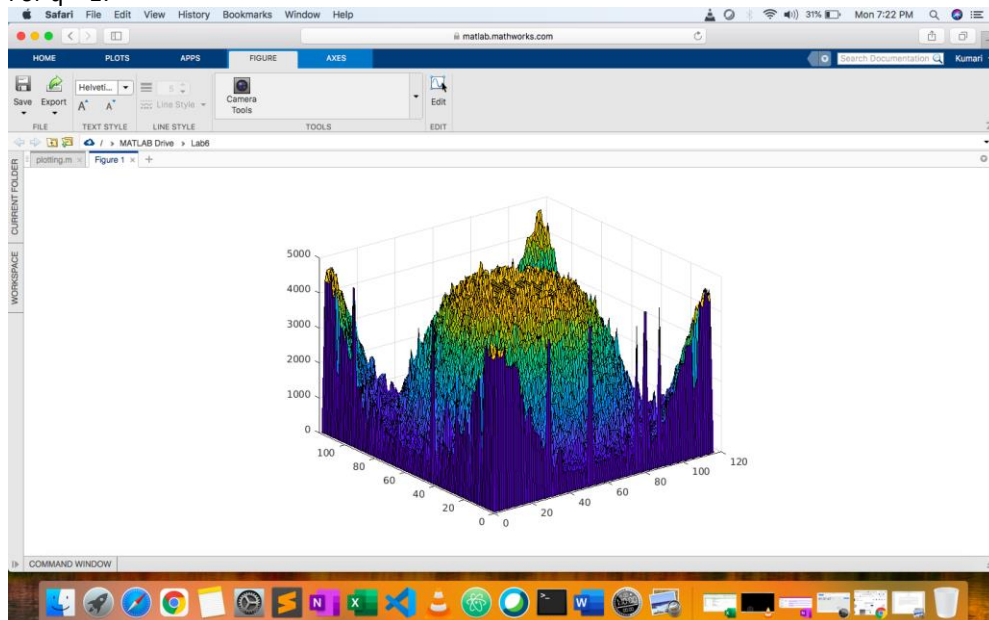 For q = 1:
Safari File Edit View History Bookmarks Window Help 31% Mon 7:22 PM
matlab.mathworks.com
HOME PLOTS APPS FIGURE AXES Search Documentation Kumari
Helveti... 5
Save Export A A Line Style Camera Tools Edit
FILE TEXT STYLE LINE STYLE TOOLS EDIT
/ MATLAB Drive Lab6
plotting.m × Figure 1 × +
CURRENT FOLDER
WORKSPACE
5000
4000
3000
2000
1000
0
100
80
60
40
20
0
0
20
40
60
80
100
120
COMMAND WINDOW